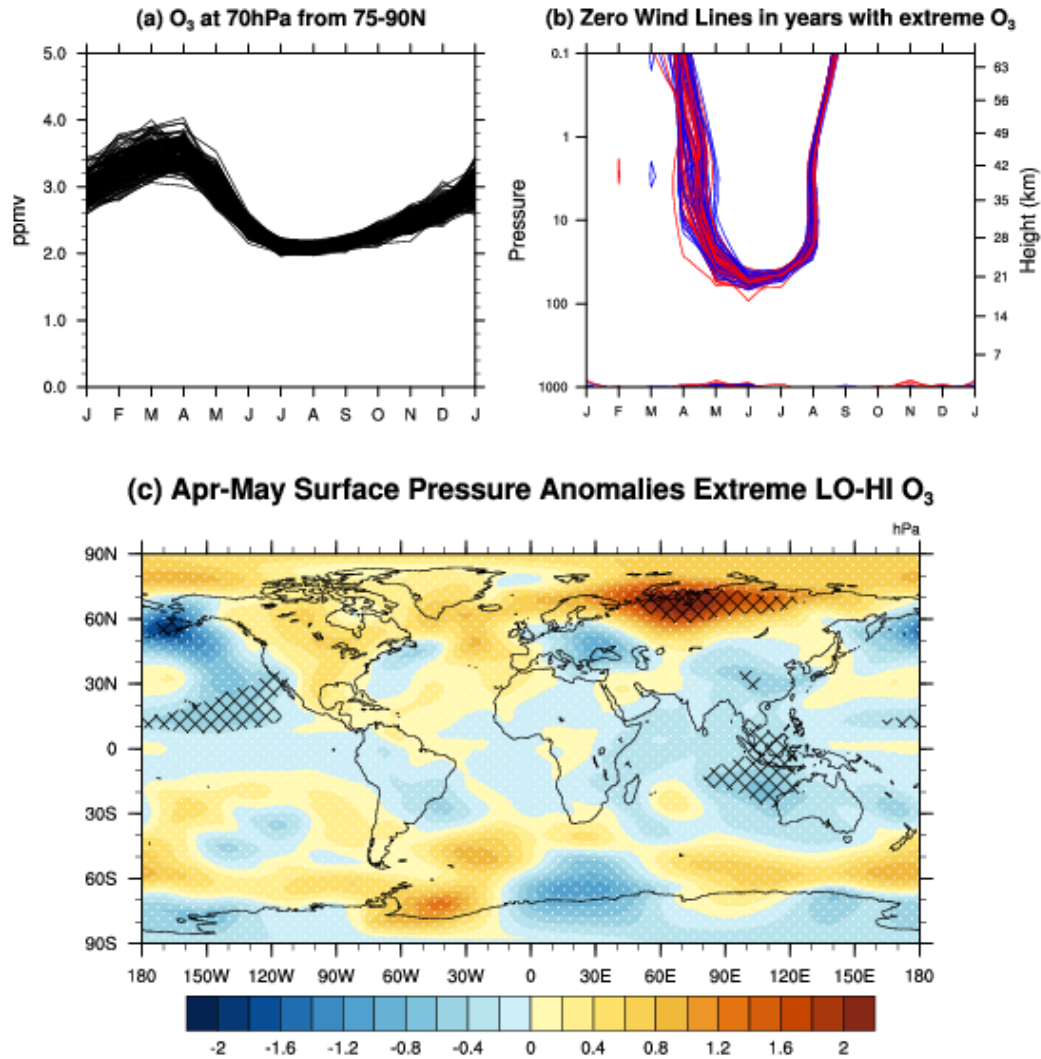 (a) O₃ at 70hPa from 75-90N
5.0
4.0
3.0
2.0
1.0
0.0
ppmv
J F M A M J J A S O N D J
(b) Zero Wind Lines in years with extreme O₃
0.1
1
10
100
1000
Pressure
63
56
49
42
35
28
21
14
7
Height (km)
J F M A M J J A S O N D J
(c) Apr-May Surface Pressure Anomalies Extreme LO-HI O₃
hPa
90N
60N
30N
0
30S
60S
90S
180 150W 120W 90W 60W 30W 0 30E 60E 90E 120E 150E 180
-2 -1.6 -1.2 -0.8 -0.4 0 0.4 0.8 1.2 1.6 2